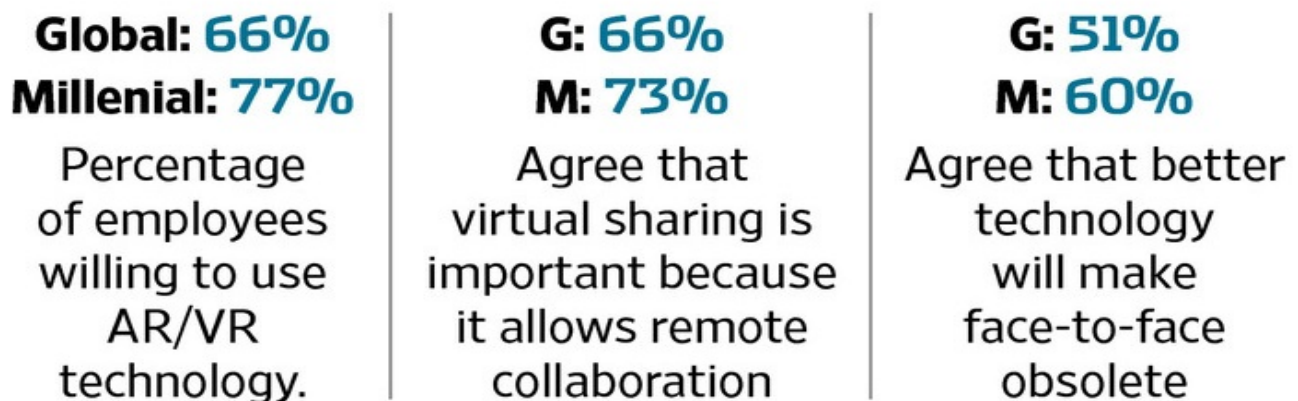 Global: 66%
Millenial: 77%
Percentage
of employees
willing to use
AR/VR
technology.
G: 66%
M: 73%
Agree that
virtual sharing is
important because
it allows remote
collaboration
G: 51%
M: 60%
Agree that better
technology
will make
face-to-face
obsolete